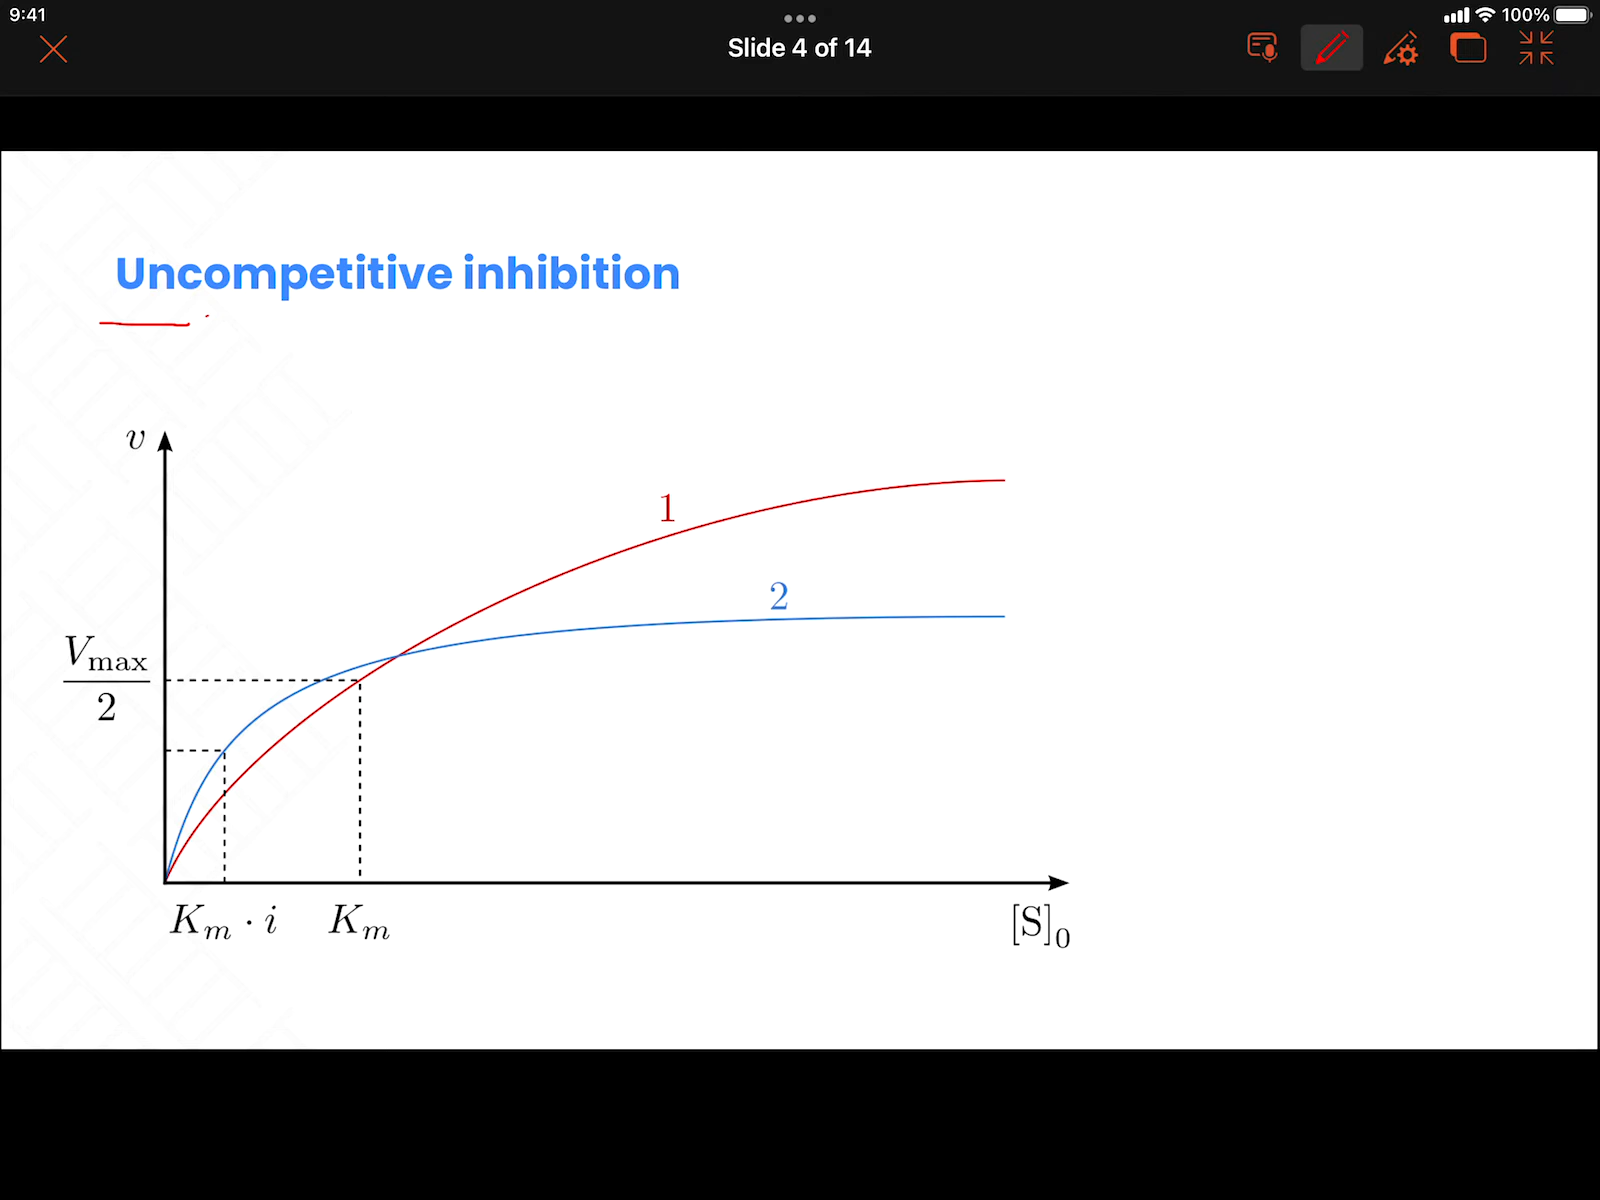 9:41
100%
Slide 4 of 14
Uncompetitive inhibition
v
1
2
Vmax
2
Km · i
Km
[S]0